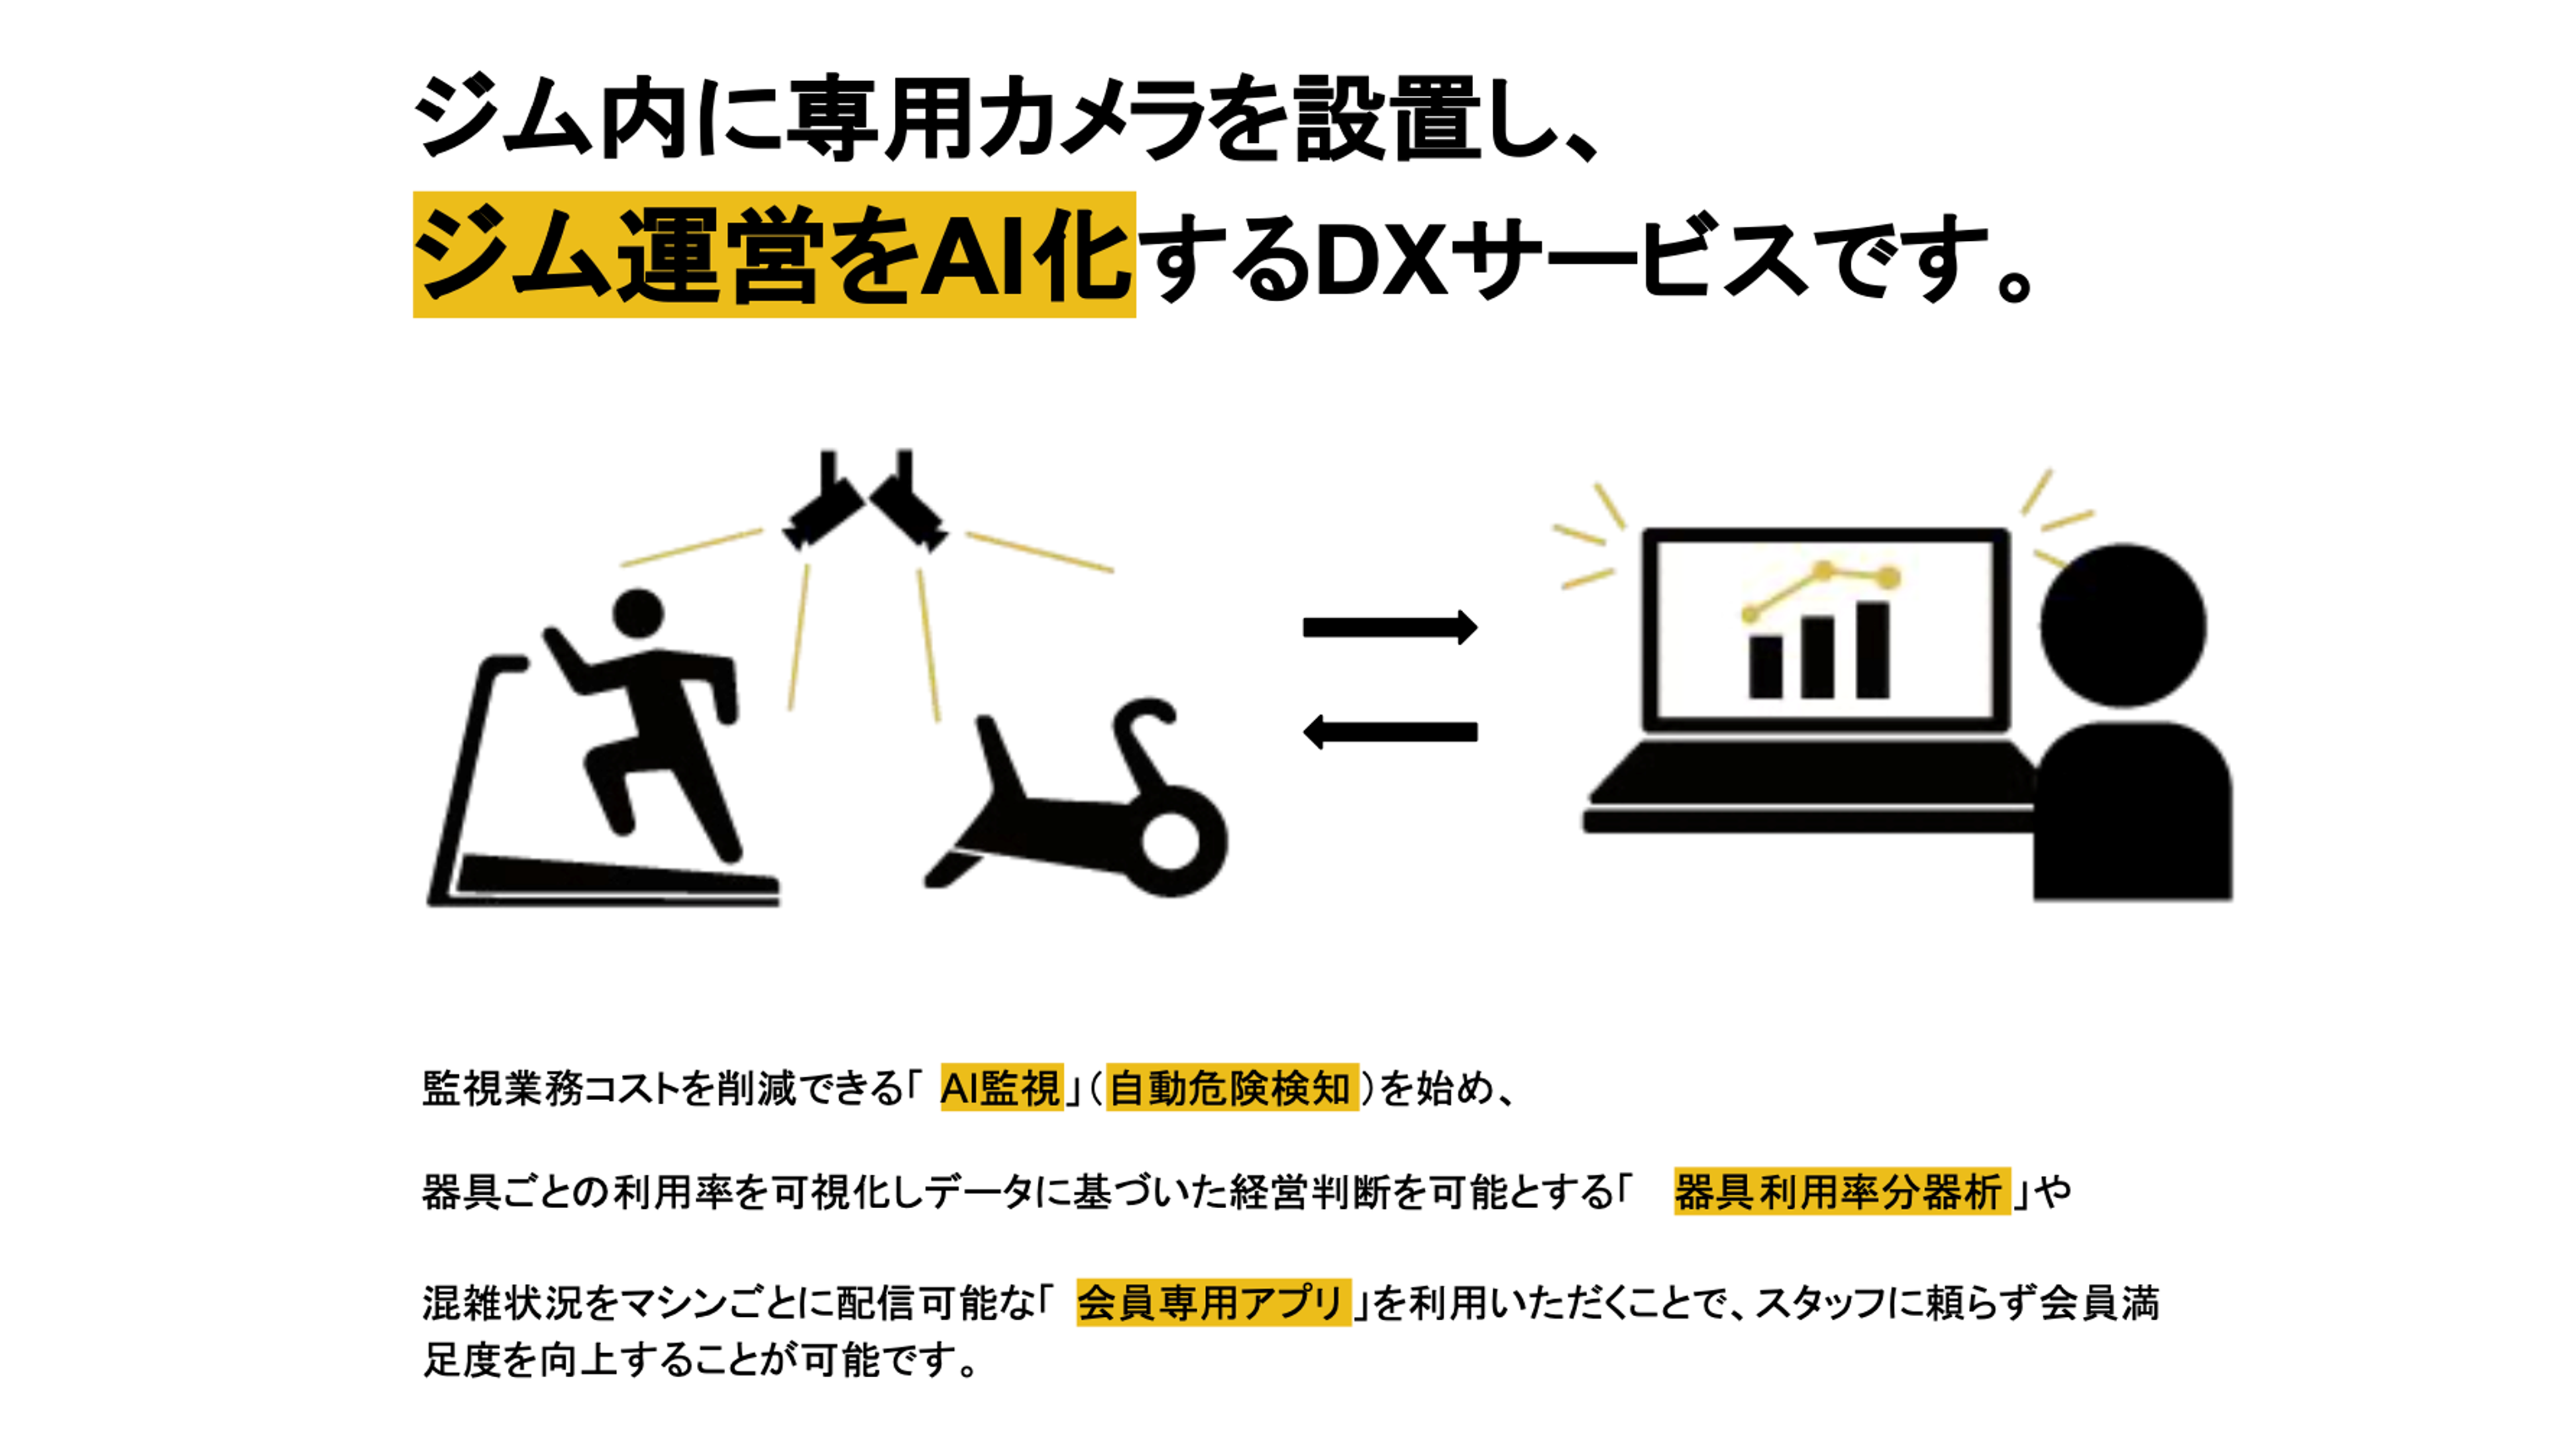 ジム内に専用カメラを設置し、
ジム運営をAI化するDXサービスです。
監視業務コストを削減できる「 AI監視」（自動危険検知）を始め、
器具ごとの利用率を可視化しデータに基づいた経営判断を可能とする「 器具利用率分器析」や
混雑状況をマシンごとに配信可能な「 会員専用アプリ」を利用いただくことで、スタッフに頼らず会員満
足度を向上することが可能です。